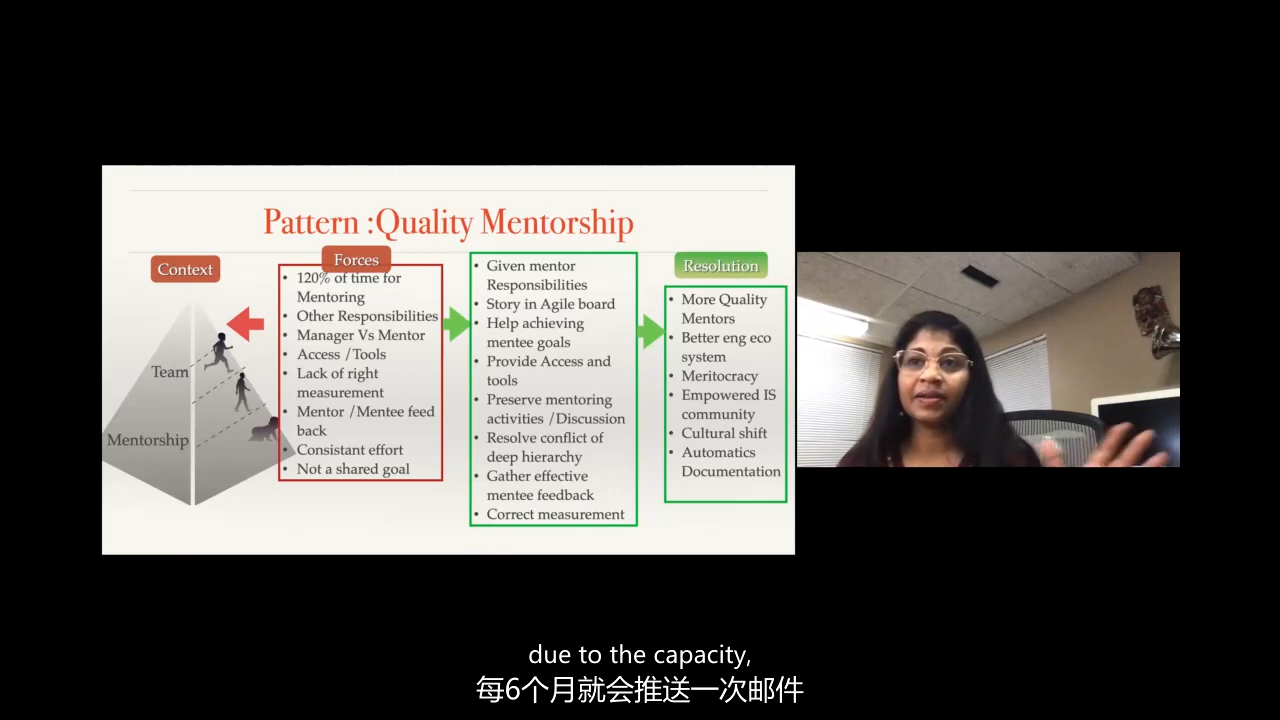 Pattern :Quality Mentorship
Context
Team
Mentorship
Forces
• 120% of time for
Mentoring
• Other Responsibilities
• Manager Vs Mentor
• Access /Tools
• Lack of right
measurement
• Mentor /Mentee feed
back
• Consistant effort
• Not a shared goal
• Given mentor
Responsibilities
• Story in Agile board
• Help achieving
mentee goals
• Provide Access and
tools
• Preserve mentoring
activities /Discussion
• Resolve conflict of
deep hierarchy
• Gather effective
mentee feedback
• Correct measurement
Resolution
• More Quality
Mentors
• Better eng eco
system
• Meritocracy
• Empowered IS
community
• Cultural shift
• Automatics
Documentation
due to the capacity,
每6个月就会推送一次邮件